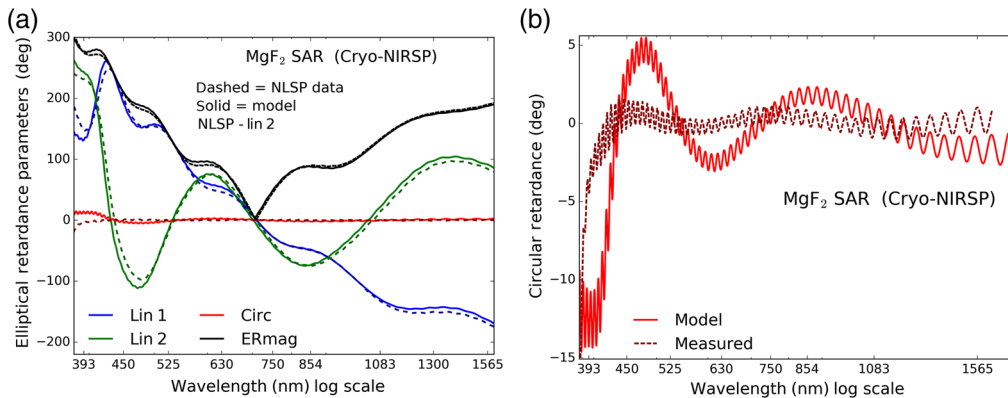 (a)
Elliptical retardance parameters (deg)
300
200
100
0
−100
−200
MgF2 SAR (Cryo-NIRSP)
Dashed = NLSP data
Solid = model
NLSP - lin 2
Lin 1
Lin 2
Circ
ERmag
393 450 525 630 750 854 1083 1300 1565
Wavelength (nm) log scale
(b)
Circular retardance (deg)
5
0
−5
−10
−15
MgF2 SAR (Cryo-NIRSP)
Model
Measured
393 450 525 630 750 854 1083 1565
Wavelength (nm) log scale